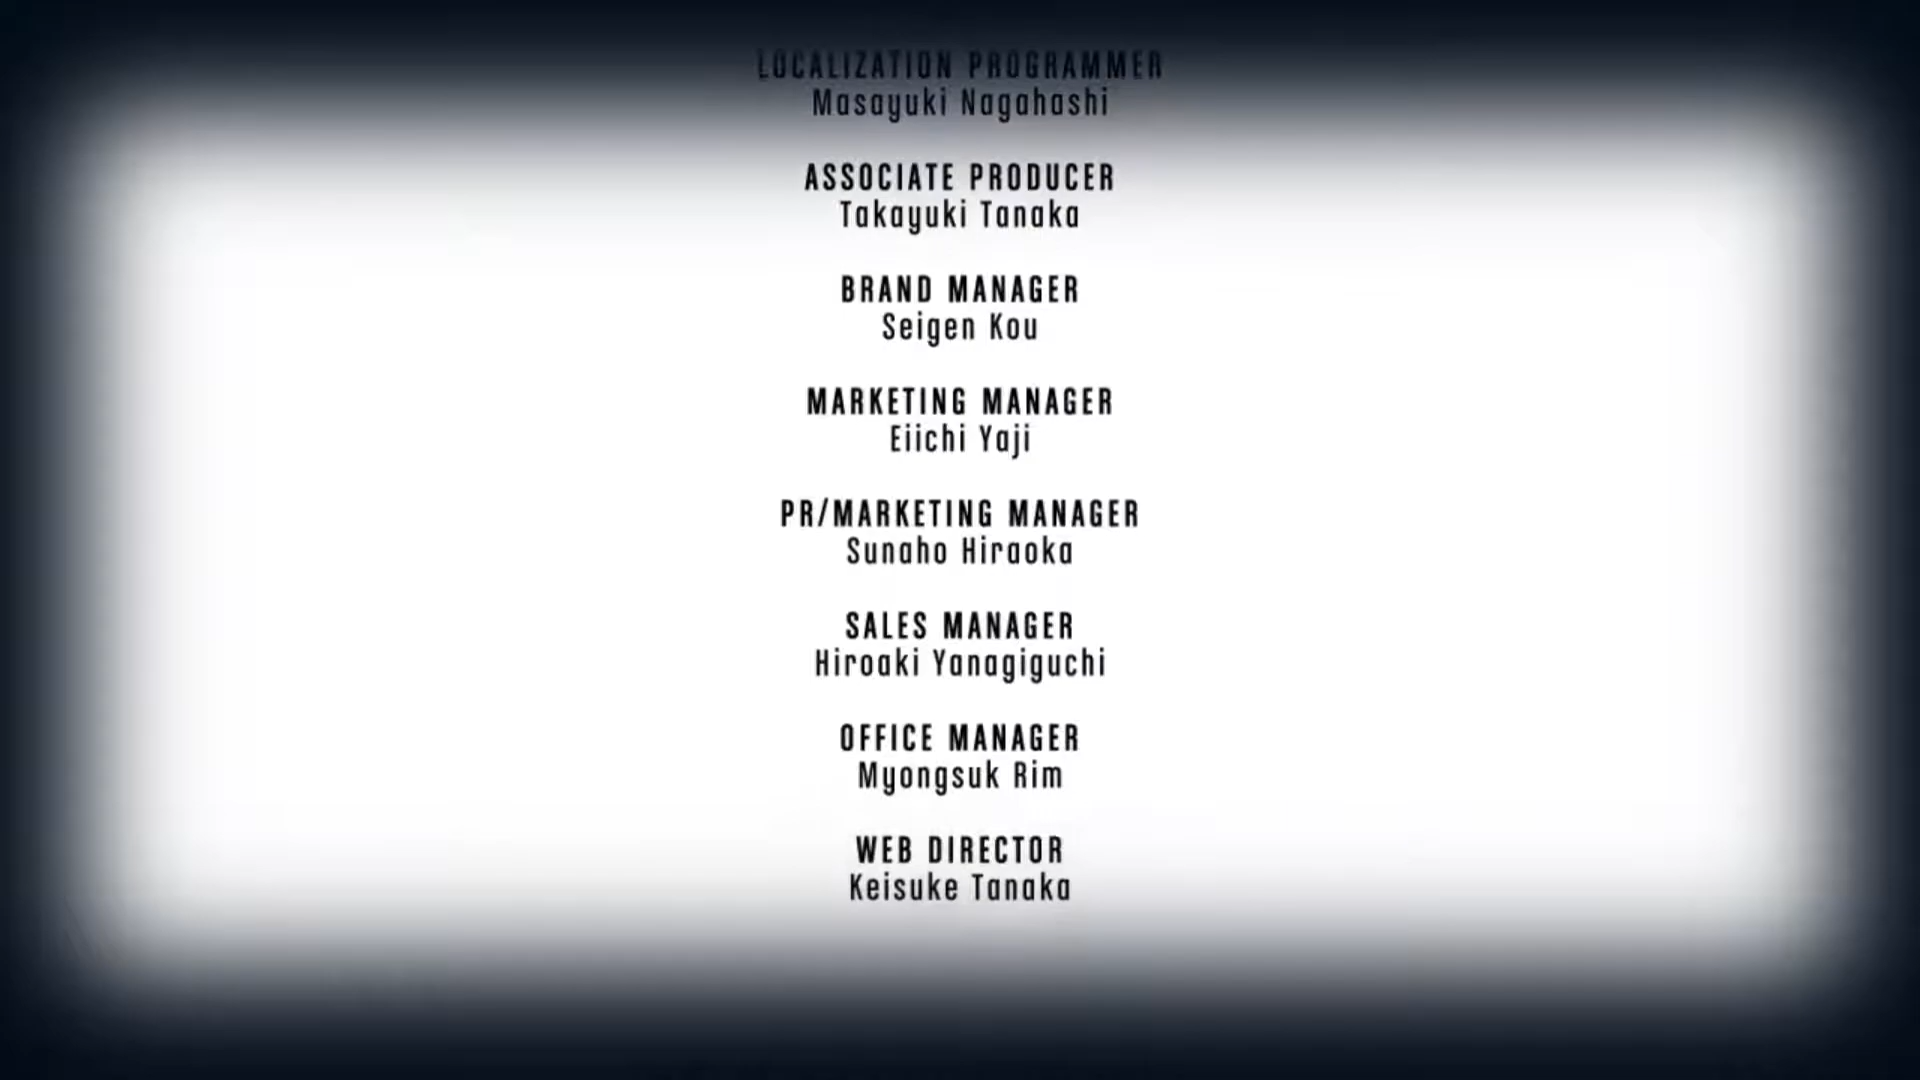 LOCALIZATION PROGRAMMER
Masayuki Nagahashi
ASSOCIATE PRODUCER
Takayuki Tanaka
BRAND MANAGER
Seigen Kou
MARKETING MANAGER
Eiichi Yaji
PR/MARKETING MANAGER
Sunaho Hiraoka
SALES MANAGER
Hiroaki Yanagiguchi
OFFICE MANAGER
Myongsuk Rim
WEB DIRECTOR
Keisuke Tanaka